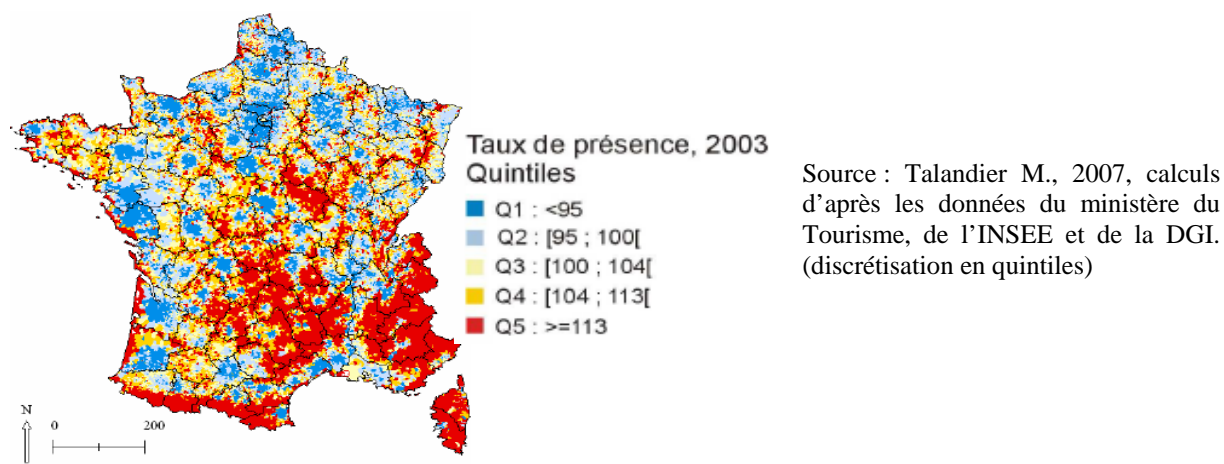 Taux de présence, 2003
Quintiles
Q1 : <95
Q2 : [95 ; 100[
Q3 : [100 ; 104[
Q4 : [104 ; 113[
Q5 : >=113
Source : Talandier M., 2007, calculs
d’après les données du ministère du
Tourisme, de l’INSEE et de la DGI.
(discrétisation en quintiles)
N
0 200